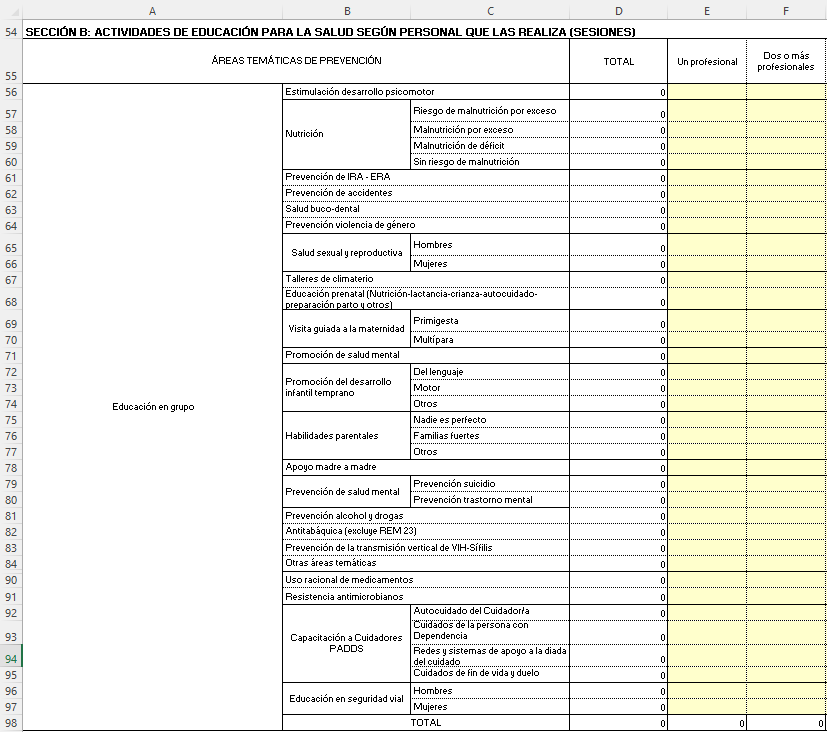 A B C D E F
54 SECCIÓN B: ACTIVIDADES DE EDUCACIÓN PARA LA SALUD SEGÚN PERSONAL QUE LAS REALIZA (SESIONES)
55 ÁREAS TEMÁTICAS DE PREVENCIÓN TOTAL Un profesional Dos o más
profesionales
56 Estimulación desarrollo psicomotor 0
57 Riesgo de malnutrición por exceso 0
Nutrición
58 Malnutrición por exceso 0
59 Malnutrición de déficit 0
60 Sin riesgo de malnutrición 0
61 Prevención de IRA - ERA 0
62 Prevención de accidentes 0
63 Salud buco-dental 0
64 Prevención violencia de género 0
65 Salud sexual y reproductiva Hombres 0
66 Mujeres 0
67 Talleres de climaterio 0
68 Educación prenatal (Nutrición-lactancia-crianza-autocuidado-
preparación parto y otros) 0
69 Visita guiada a la maternidad Primigesta 0
70 Multípara 0
71 Promoción de salud mental 0
72 Del lenguaje 0
Promoción del desarrollo
infantil temprano
73 Motor 0
74 Otros 0
Educación en grupo
75 Nadie es perfecto 0
76 Habilidades parentales Familias fuertes 0
77 Otros 0
78 Apoyo madre a madre 0
79 Prevención de salud mental Prevención suicidio 0
80 Prevención trastorno mental 0
81 Prevención alcohol y drogas 0
82 Antitabáquica (excluye REM 23) 0
83 Prevención de la transmisión vertical de VIH-Sífilis 0
84 Otras áreas temáticas 0
90 Uso racional de medicamentos 0
91 Resistencia antimicrobianos 0
92 Autocuidado del Cuidador/a 0
93 Cuidados de la persona con
Dependencia 0
Capacitación a Cuidadores
PADDS
94 Redes y sistemas de apoyo a la diada
del cuidado 0
95 Cuidados de fin de vida y duelo 0
96 Educación en seguridad vial Hombres 0
97 Mujeres 0
98 TOTAL 0 0 0